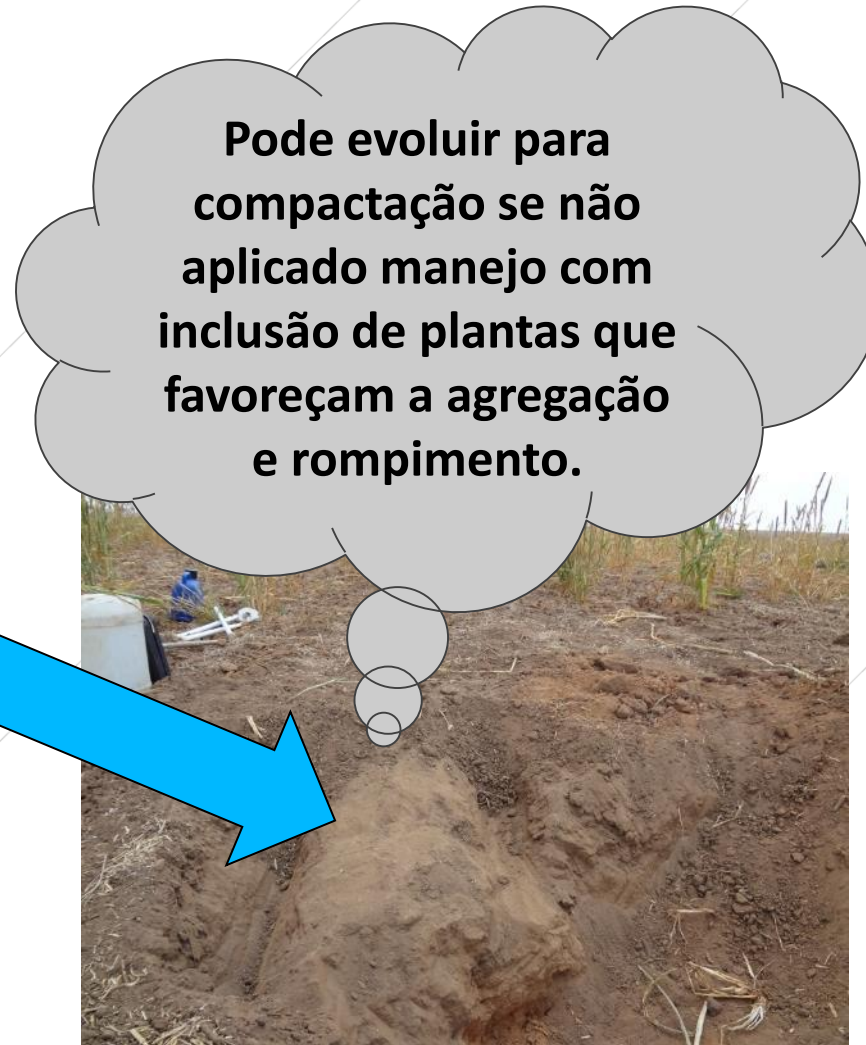 Pode evoluir para
compactação se não
aplicado manejo com
inclusão de plantas que
favoreçam a agregação
e rompimento.